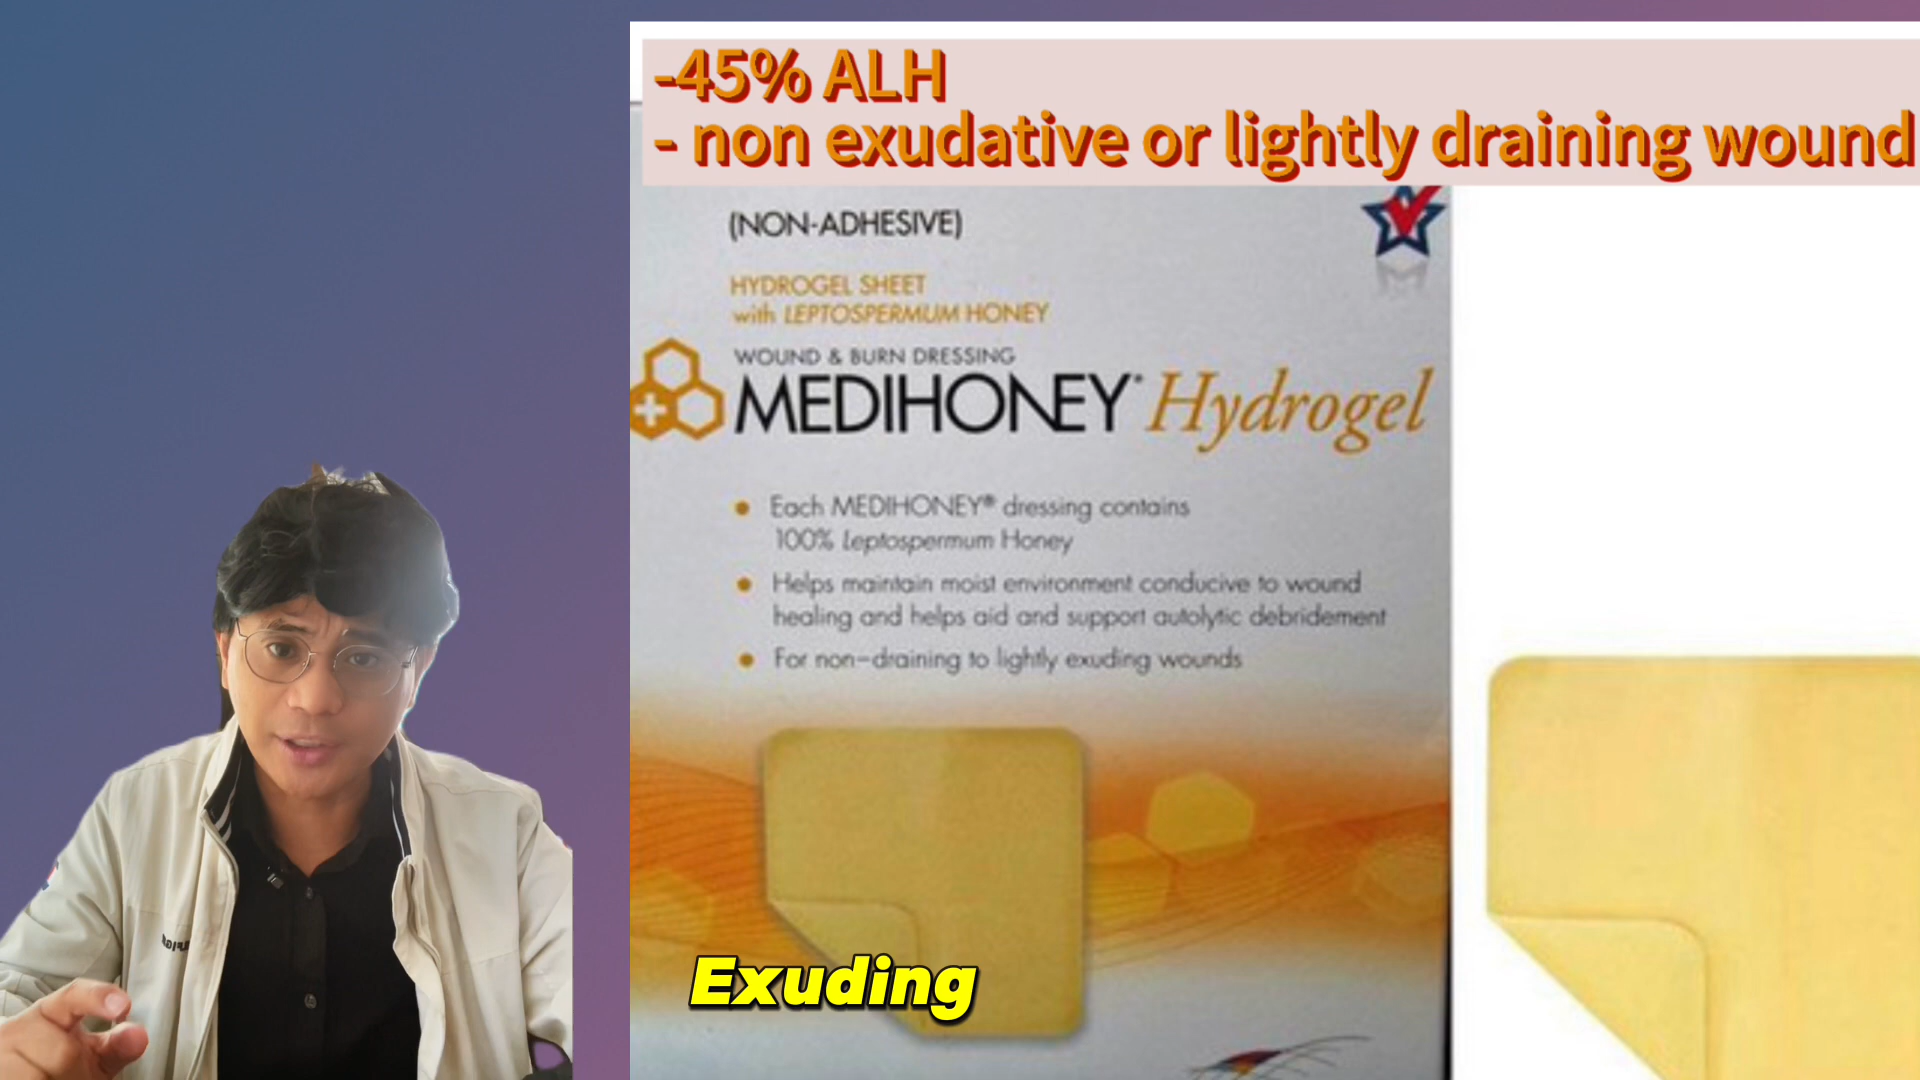 -45% ALH
- non exudative or lightly draining wound
(NON-ADHESIVE)
HYDROGEL SHEET
with LEPTOSPERMUM HONEY
WOUND & BURN DRESSING
MEDIHONEY® Hydrogel
Each MEDIHONEY® dressing contains
100% Leptospermum Honey
Helps maintain moist environment conducive to wound
healing and helps aid and support autolytic debridement
For non-draining to lightly exuding wounds
Exuding